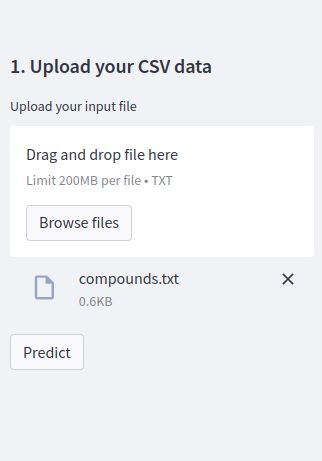 1. Upload your CSV data
Upload your input file
Drag and drop file here
Limit 200MB per file • TXT
Browse files
compounds.txt
0.6KB
Predict